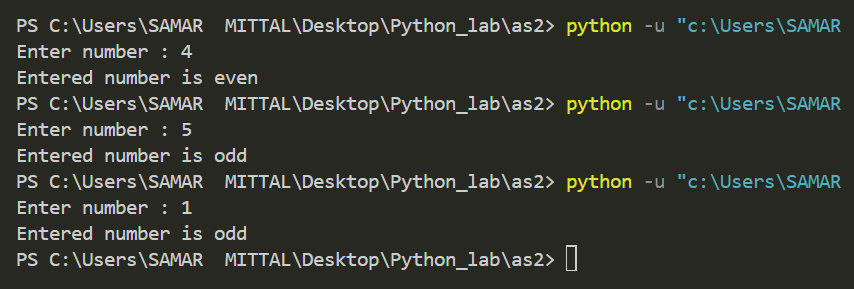 PS C:\Users\SAMAR  MITTAL\Desktop\Python_lab\as2> python -u "c:\Users\SAMAR
Enter number : 4
Entered number is even
PS C:\Users\SAMAR  MITTAL\Desktop\Python_lab\as2> python -u "c:\Users\SAMAR
Enter number : 5
Entered number is odd
PS C:\Users\SAMAR  MITTAL\Desktop\Python_lab\as2> python -u "c:\Users\SAMAR
Enter number : 1
Entered number is odd
PS C:\Users\SAMAR  MITTAL\Desktop\Python_lab\as2>